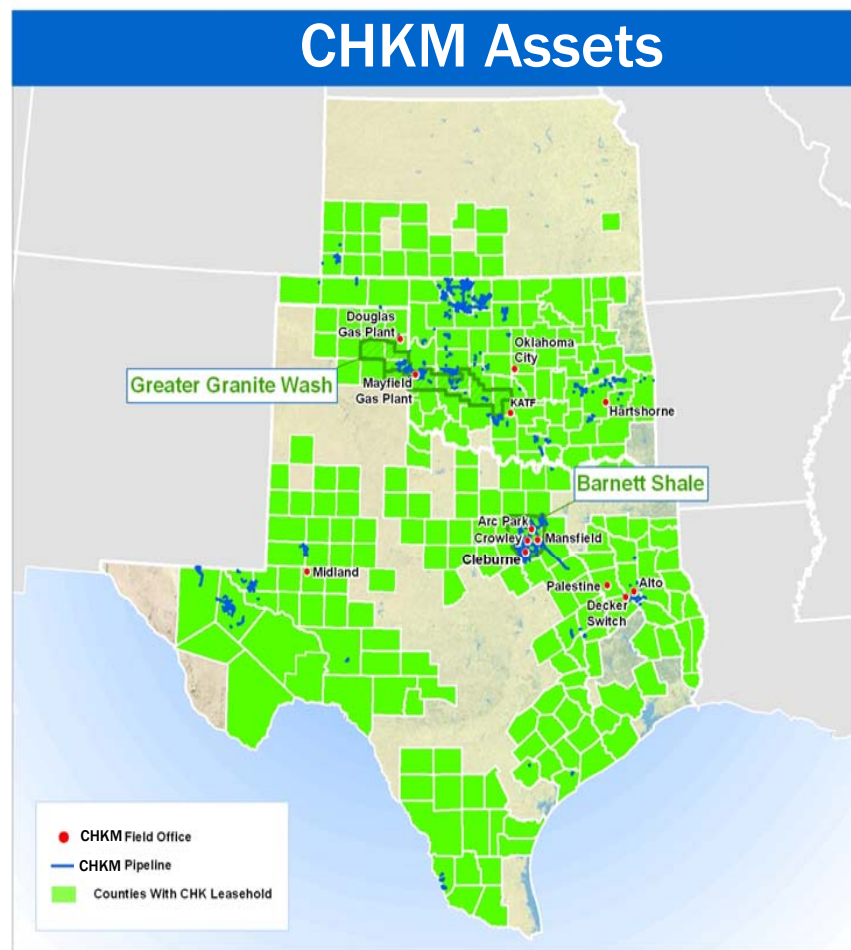 CHKM Assets
Douglas
Gas Plant
Oklahoma
City
Greater Granite Wash
Mayfield
Gas Plant
KATF
Hartshorne
Barnett Shale
Arc Park
Crowley
Mansfield
Cleburne
Midland
Palestine
Alto
Decker
Switch
CHKM Field Office
CHKM Pipeline
Counties With CHK Leasehold